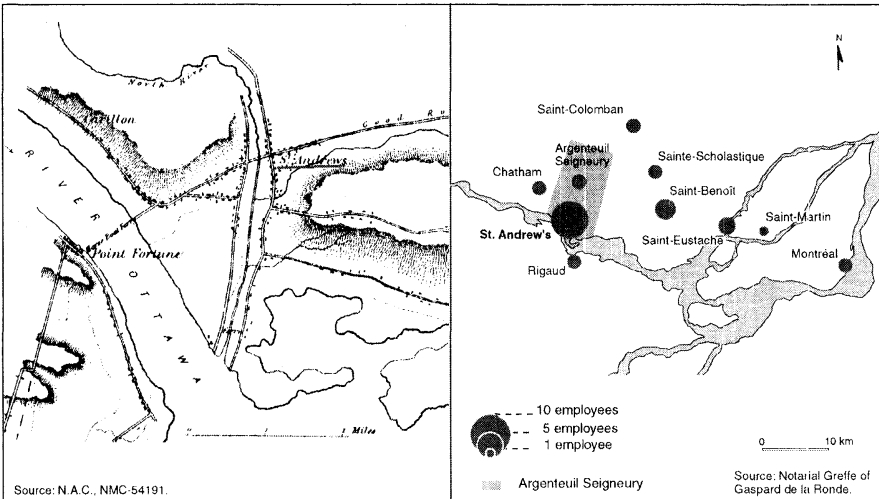 North River
Carillon
Good
St. Andrews
RIVER
OTTAWA
Point Fortune
Miles
Source: N.A.C., NMC-54191.
N
Saint-Colomban
Argenteuil
Seigneury
Sainte-Scholastique
Chatham
Saint-Benoît
St. Andrew's
Saint-Martin
Saint-Eustache
Rigaud
Montréal
10 employees
5 employees
1 employee
0 10 km
Argenteuil Seigneury
Source: Notarial Greffe of
Gaspard de la Ronde.